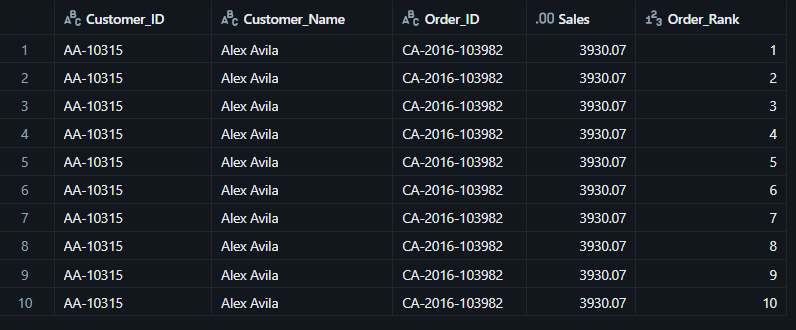 Customer_ID Customer_Name Order_ID .00 Sales Order_Rank
1 AA-10315 Alex Avila CA-2016-103982 3930.07 1
2 AA-10315 Alex Avila CA-2016-103982 3930.07 2
3 AA-10315 Alex Avila CA-2016-103982 3930.07 3
4 AA-10315 Alex Avila CA-2016-103982 3930.07 4
5 AA-10315 Alex Avila CA-2016-103982 3930.07 5
6 AA-10315 Alex Avila CA-2016-103982 3930.07 6
7 AA-10315 Alex Avila CA-2016-103982 3930.07 7
8 AA-10315 Alex Avila CA-2016-103982 3930.07 8
9 AA-10315 Alex Avila CA-2016-103982 3930.07 9
10 AA-10315 Alex Avila CA-2016-103982 3930.07 10